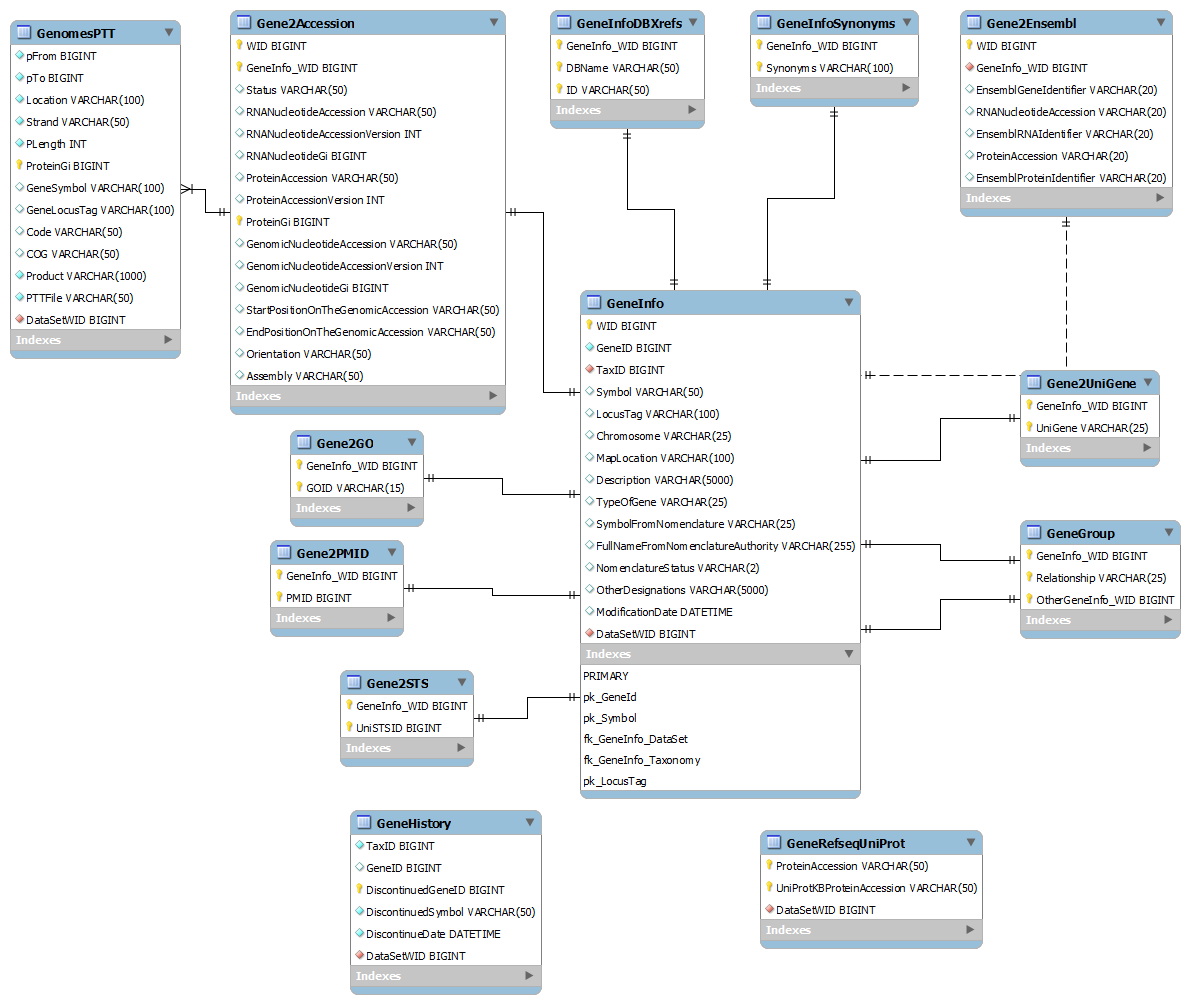 GenomesPTT
pFrom BIGINT
pTo BIGINT
Location VARCHAR(100)
Strand VARCHAR(50)
PLength INT
ProteinGi BIGINT
GeneSymbol VARCHAR(100)
GeneLocusTag VARCHAR(100)
Code VARCHAR(50)
COG VARCHAR(50)
Product VARCHAR(1000)
PTTFile VARCHAR(50)
DataSetWID BIGINT
Indexes
Gene2Accession
WID BIGINT
GeneInfo_WID BIGINT
Status VARCHAR(50)
RNANucleotideAccession VARCHAR(50)
RNANucleotideAccessionVersion INT
RNANucleotideGi BIGINT
ProteinAccession VARCHAR(50)
ProteinAccessionVersion INT
ProteinGi BIGINT
GenomicNucleotideAccession VARCHAR(50)
GenomicNucleotideAccessionVersion INT
GenomicNucleotideGi BIGINT
StartPositionOnTheGenomicAccession VARCHAR(50)
EndPositionOnTheGenomicAccession VARCHAR(50)
Orientation VARCHAR(50)
Assembly VARCHAR(50)
Indexes
GeneInfoDBXrefs
GeneInfo_WID BIGINT
DBName VARCHAR(50)
ID VARCHAR(50)
Indexes
GeneInfoSynonyms
GeneInfo_WID BIGINT
Synonyms VARCHAR(100)
Indexes
Gene2Ensembl
WID BIGINT
GeneInfo_WID BIGINT
EnsemblGeneIdentifier VARCHAR(20)
RNANucleotideAccession VARCHAR(20)
EnsemblRNAIdentifier VARCHAR(20)
ProteinAccession VARCHAR(20)
EnsemblProteinIdentifier VARCHAR(20)
Indexes
GeneInfo
WID BIGINT
GeneID BIGINT
TaxID BIGINT
Symbol VARCHAR(50)
LocusTag VARCHAR(100)
Chromosome VARCHAR(25)
MapLocation VARCHAR(100)
Description VARCHAR(5000)
TypeOfGene VARCHAR(25)
SymbolFromNomenclature VARCHAR(25)
FullNameFromNomenclatureAuthority VARCHAR(255)
NomenclatureStatus VARCHAR(2)
OtherDesignations VARCHAR(5000)
ModificationDate DATETIME
DataSetWID BIGINT
Indexes
PRIMARY
pk_GeneId
pk_Symbol
fk_GeneInfo_DataSet
fk_GeneInfo_Taxonomy
pk_LocusTag
Gene2UniGene
GeneInfo_WID BIGINT
UniGene VARCHAR(25)
Indexes
Gene2GO
GeneInfo_WID BIGINT
GOID VARCHAR(15)
Indexes
GeneGroup
GeneInfo_WID BIGINT
Relationship VARCHAR(25)
OtherGeneInfo_WID BIGINT
Indexes
Gene2PMID
GeneInfo_WID BIGINT
PMID BIGINT
Indexes
Gene2STS
GeneInfo_WID BIGINT
UniSTSID BIGINT
Indexes
GeneHistory
TaxID BIGINT
GeneID BIGINT
DiscontinuedGeneID BIGINT
DiscontinuedSymbol VARCHAR(50)
DiscontinueDate DATETIME
DataSetWID BIGINT
Indexes
GeneRefseqUniProt
ProteinAccession VARCHAR(50)
UniProtKBProteinAccession VARCHAR(50)
DataSetWID BIGINT
Indexes